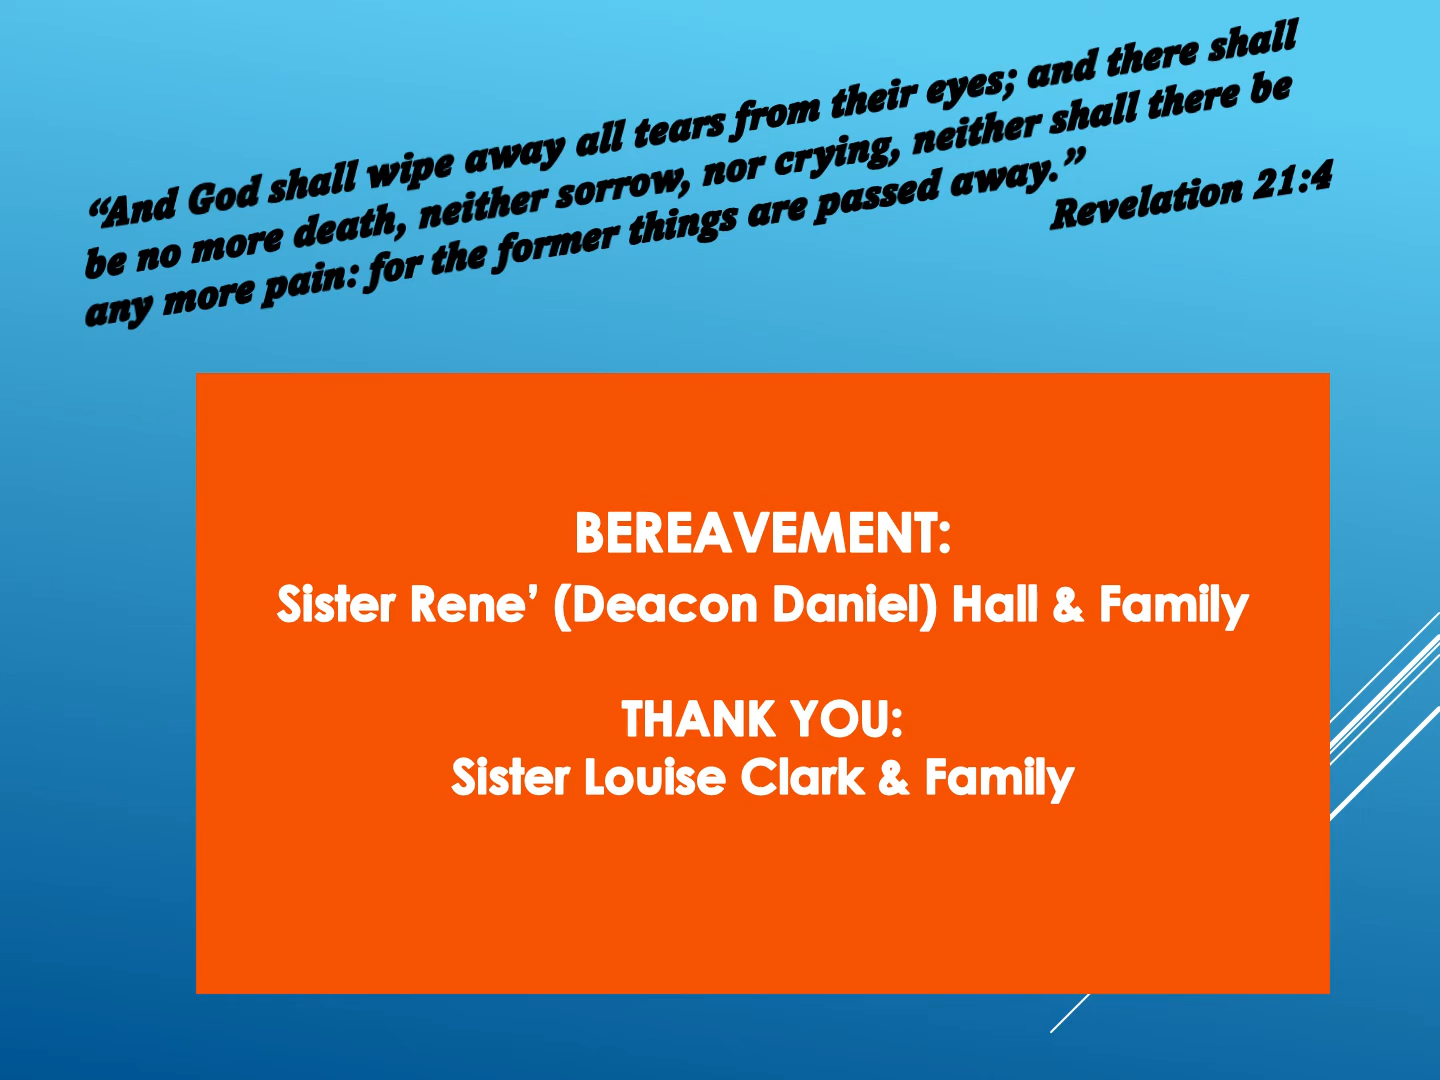 “And God shall wipe away all tears from their eyes; and there shall
be no more death, neither sorrow, nor crying, neither shall there be
any more pain: for the former things are passed away.”
Revelation 21:4
BEREAVEMENT:
Sister Rene’ (Deacon Daniel) Hall & Family
THANK YOU:
Sister Louise Clark & Family